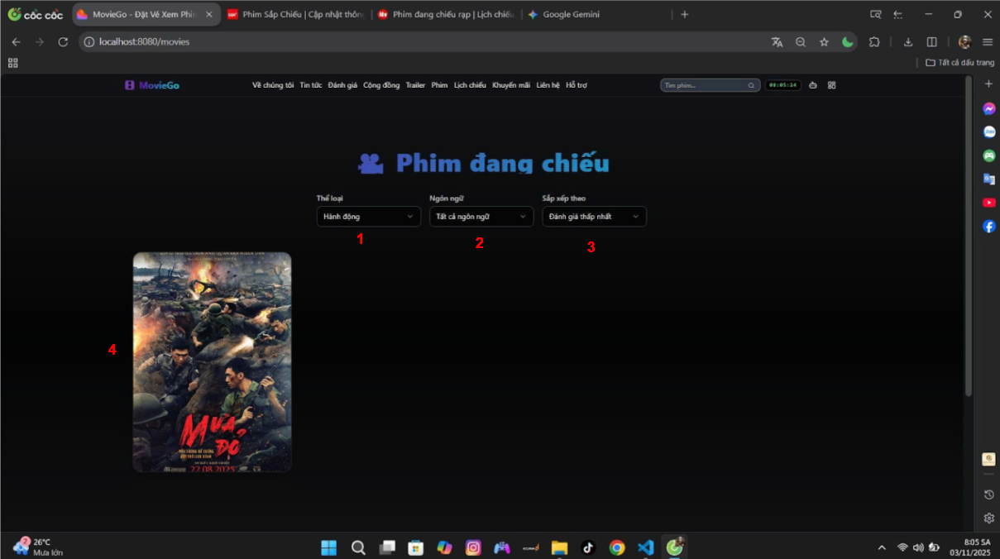 cốc cốc
MovieGo - Đặt Vé Xem Phi
Phim Sắp Chiếu | Cập nhật thôn
Phim đang chiếu rạp | Lịch chiếu
Google Gemini
localhost:8080/movies
Tất cả dấu trang
MovieGo
Về chúng tôi Tin tức Đánh giá Cộng đồng Trailer Phim Lịch chiếu Khuyến mãi Liên hệ Hỗ trợ
Tìm phim...
08:05:24
Phim đang chiếu
Thể loại
Ngôn ngữ
Sắp xếp theo
Hành động
Tất cả ngôn ngữ
Đánh giá thấp nhất
1
2
3
4
MƯA ĐỎ
22.08.2025
2
26°C
Mưa lớn
8:05 SA
03/11/2025